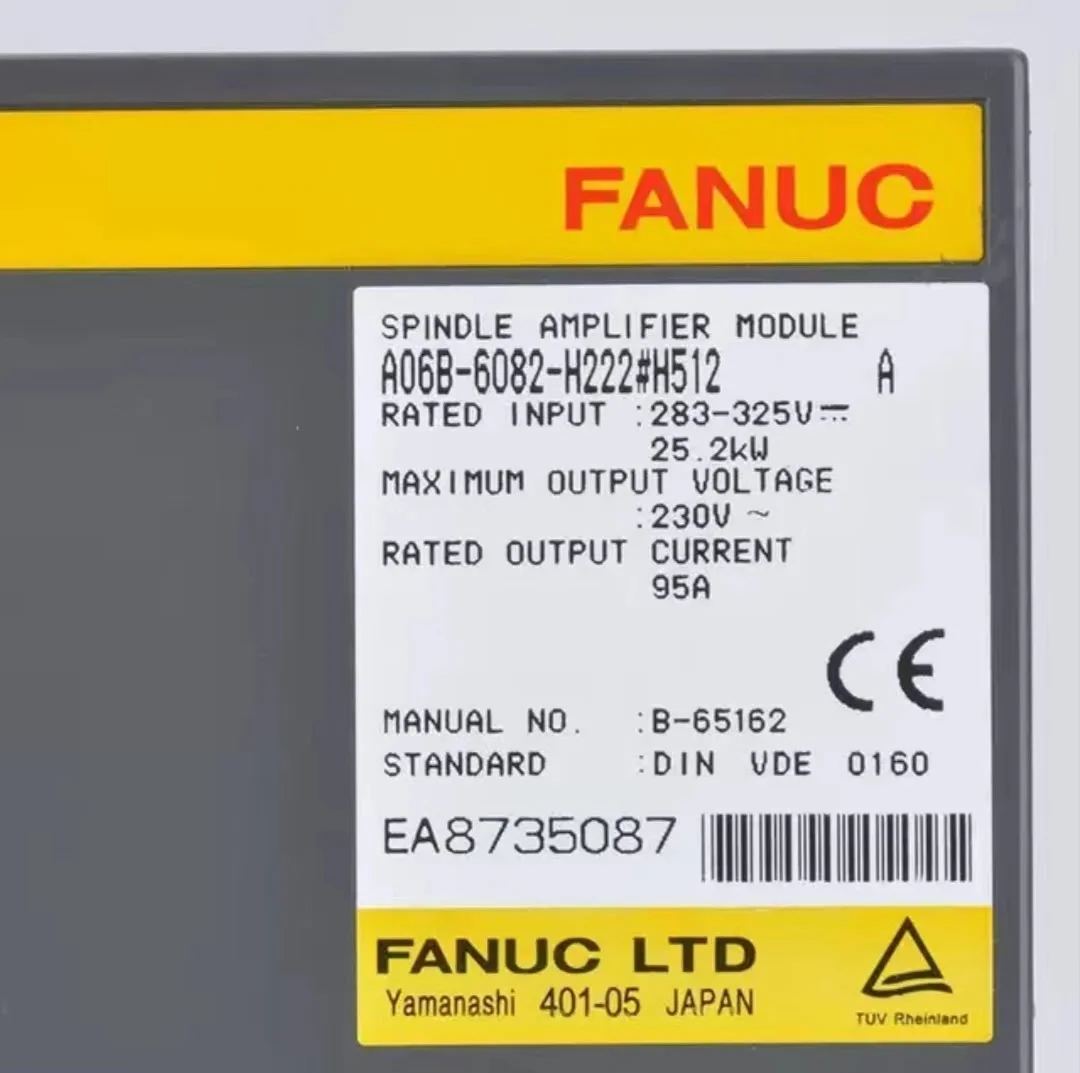 FANUC
SPINDLE AMPLIFIER MODULE
A06B-6082-H222#H512 A
RATED INPUT :283-325V⎓
25.2kW
MAXIMUM OUTPUT VOLTAGE
:230V ~
RATED OUTPUT CURRENT
95A
CE
MANUAL NO. :B-65162
STANDARD :DIN VDE 0160
EA8735087
FANUC LTD
Yamanashi 401-05 JAPAN
TUV Rheinland